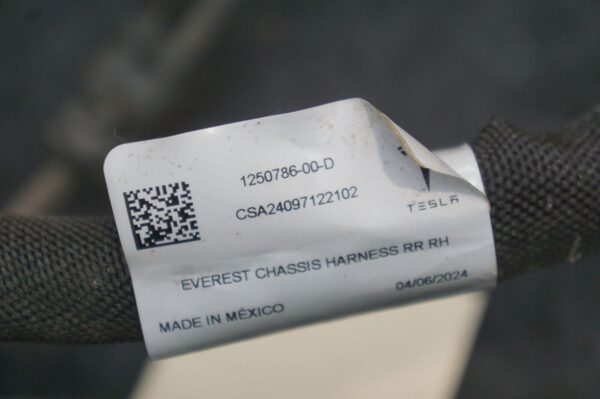 1250786-00-D
CSA24097122102
TESLA
EVEREST CHASSIS HARNESS RR RH
04/06/2024
MADE IN MÉXICO